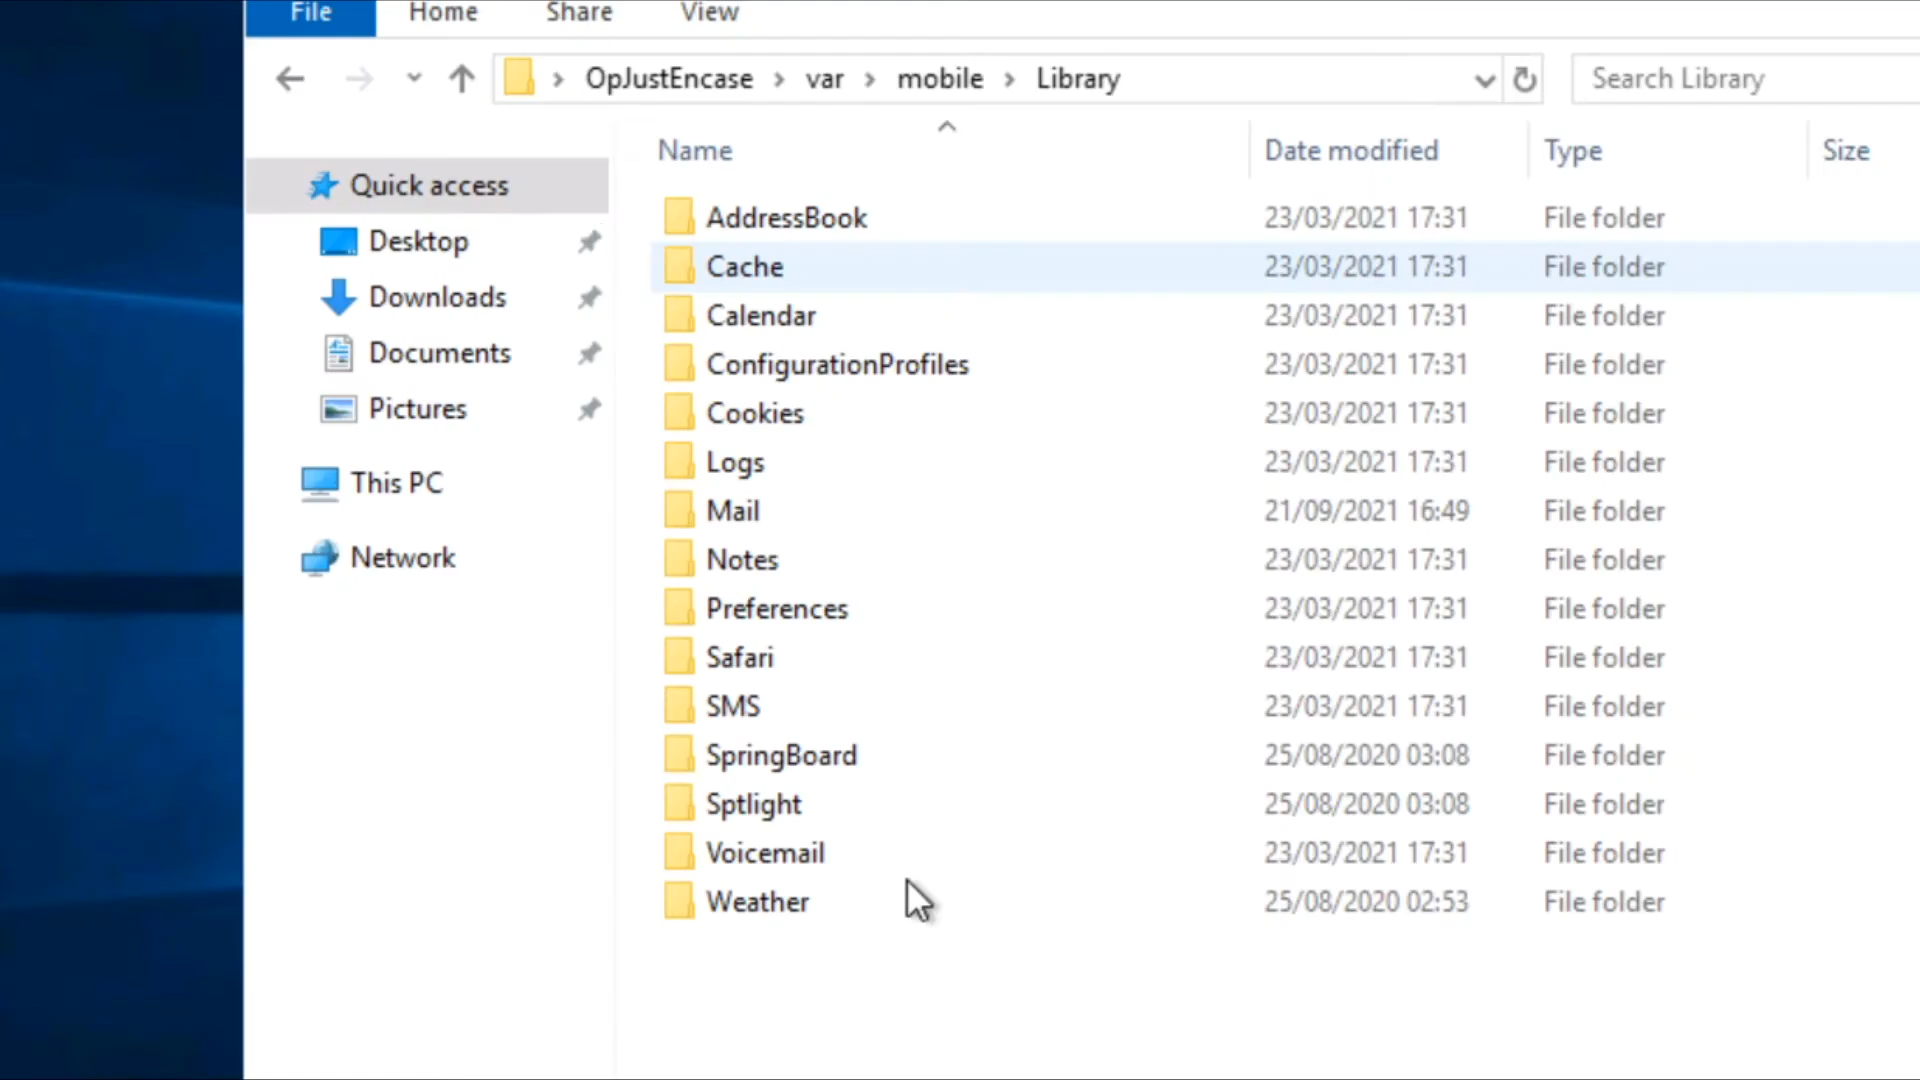 File Home Share View
OpJustEncase var mobile Library Search Library
Name Date modified Type Size
Quick access
Desktop
Downloads
Documents
Pictures
This PC
Network
AddressBook 23/03/2021 17:31 File folder
Cache 23/03/2021 17:31 File folder
Calendar 23/03/2021 17:31 File folder
ConfigurationProfiles 23/03/2021 17:31 File folder
Cookies 23/03/2021 17:31 File folder
Logs 23/03/2021 17:31 File folder
Mail 21/09/2021 16:49 File folder
Notes 23/03/2021 17:31 File folder
Preferences 23/03/2021 17:31 File folder
Safari 23/03/2021 17:31 File folder
SMS 23/03/2021 17:31 File folder
SpringBoard 25/08/2020 03:08 File folder
Sptlight 25/08/2020 03:08 File folder
Voicemail 23/03/2021 17:31 File folder
Weather 25/08/2020 02:53 File folder